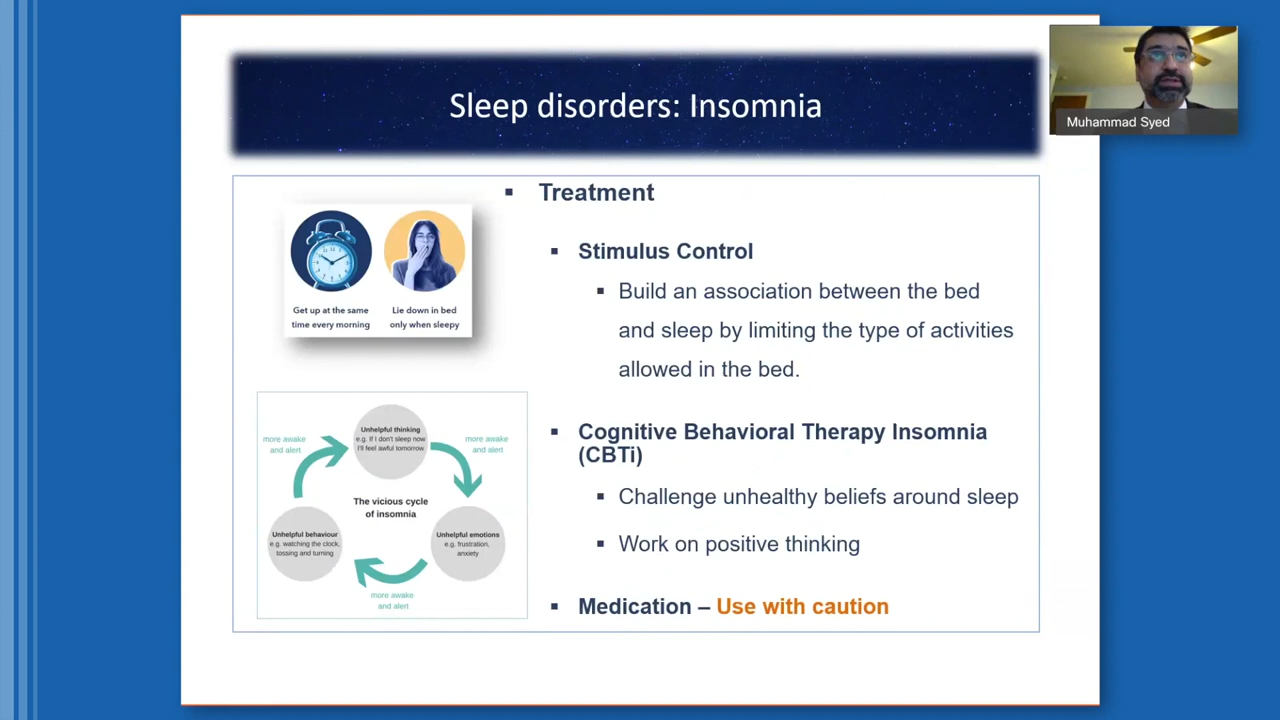 Sleep disorders: Insomnia
Muhammad Syed
Get up at the same
time every morning
Lie down in bed
only when sleepy
Unhelpful thinking
e.g. If I don't sleep now
I'll feel awful tomorrow
more awake
and alert
more awake
and alert
The vicious cycle
of insomnia
Unhelpful behaviour
e.g. watching the clock,
tossing and turning
Unhelpful emotions
e.g. frustration,
anxiety
more awake
and alert
▪ Treatment
▪ Stimulus Control
▪ Build an association between the bed
and sleep by limiting the type of activities
allowed in the bed.
▪ Cognitive Behavioral Therapy Insomnia
(CBTi)
▪ Challenge unhealthy beliefs around sleep
▪ Work on positive thinking
▪ Medication – Use with caution